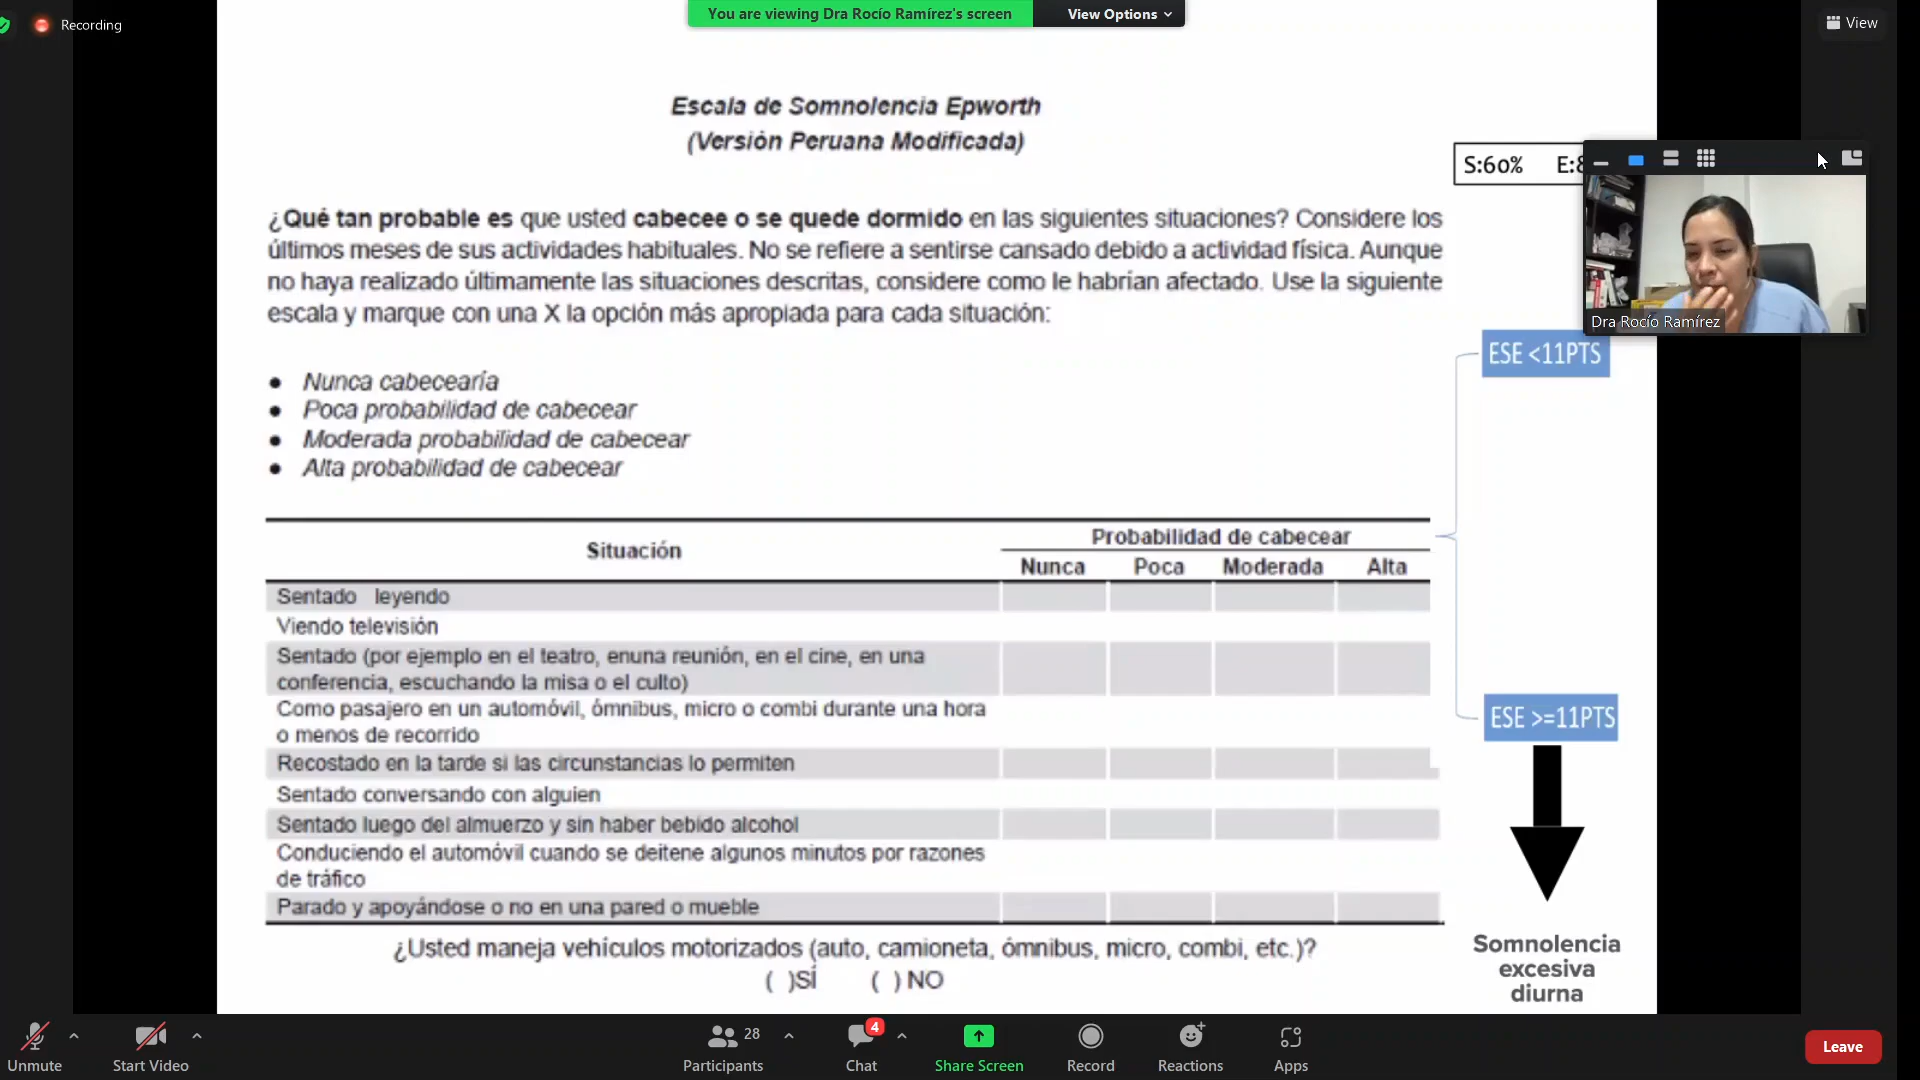 Recording
You are viewing Dra Rocío Ramírez's screen View Options
View
Escala de Somnolencia Epworth
(Versión Peruana Modificada)
S:60% E:
¿Qué tan probable es que usted cabecee o se quede dormido en las siguientes situaciones? Considere los
últimos meses de sus actividades habituales. No se refiere a sentirse cansado debido a actividad física. Aunque
no haya realizado últimamente las situaciones descritas, considere como le habrían afectado. Use la siguiente
escala y marque con una X la opción más apropiada para cada situación:
Dra Rocío Ramírez
ESE <11PTS
● Nunca cabecearía
● Poca probabilidad de cabecear
● Moderada probabilidad de cabecear
● Alta probabilidad de cabecear
Situación
Probabilidad de cabecear
Nunca Poca Moderada Alta
Sentado leyendo
Viendo televisión
Sentado (por ejemplo en el teatro, enuna reunión, en el cine, en una
conferencia, escuchando la misa o el culto)
Como pasajero en un automóvil, ómnibus, micro o combi durante una hora
o menos de recorrido
Recostado en la tarde si las circunstancias lo permiten
Sentado conversando con alguien
Sentado luego del almuerzo y sin haber bebido alcohol
Conduciendo el automóvil cuando se deitene algunos minutos por razones
de tráfico
Parado y apoyándose o no en una pared o mueble
ESE >=11PTS
¿Usted maneja vehículos motorizados (auto, camioneta, ómnibus, micro, combi, etc.)?
( )SÍ ( ) NO
Somnolencia
excesiva
diurna
Unmute
Start Video
28
Participants
4
Chat
Share Screen
Record
Reactions
Apps
Leave